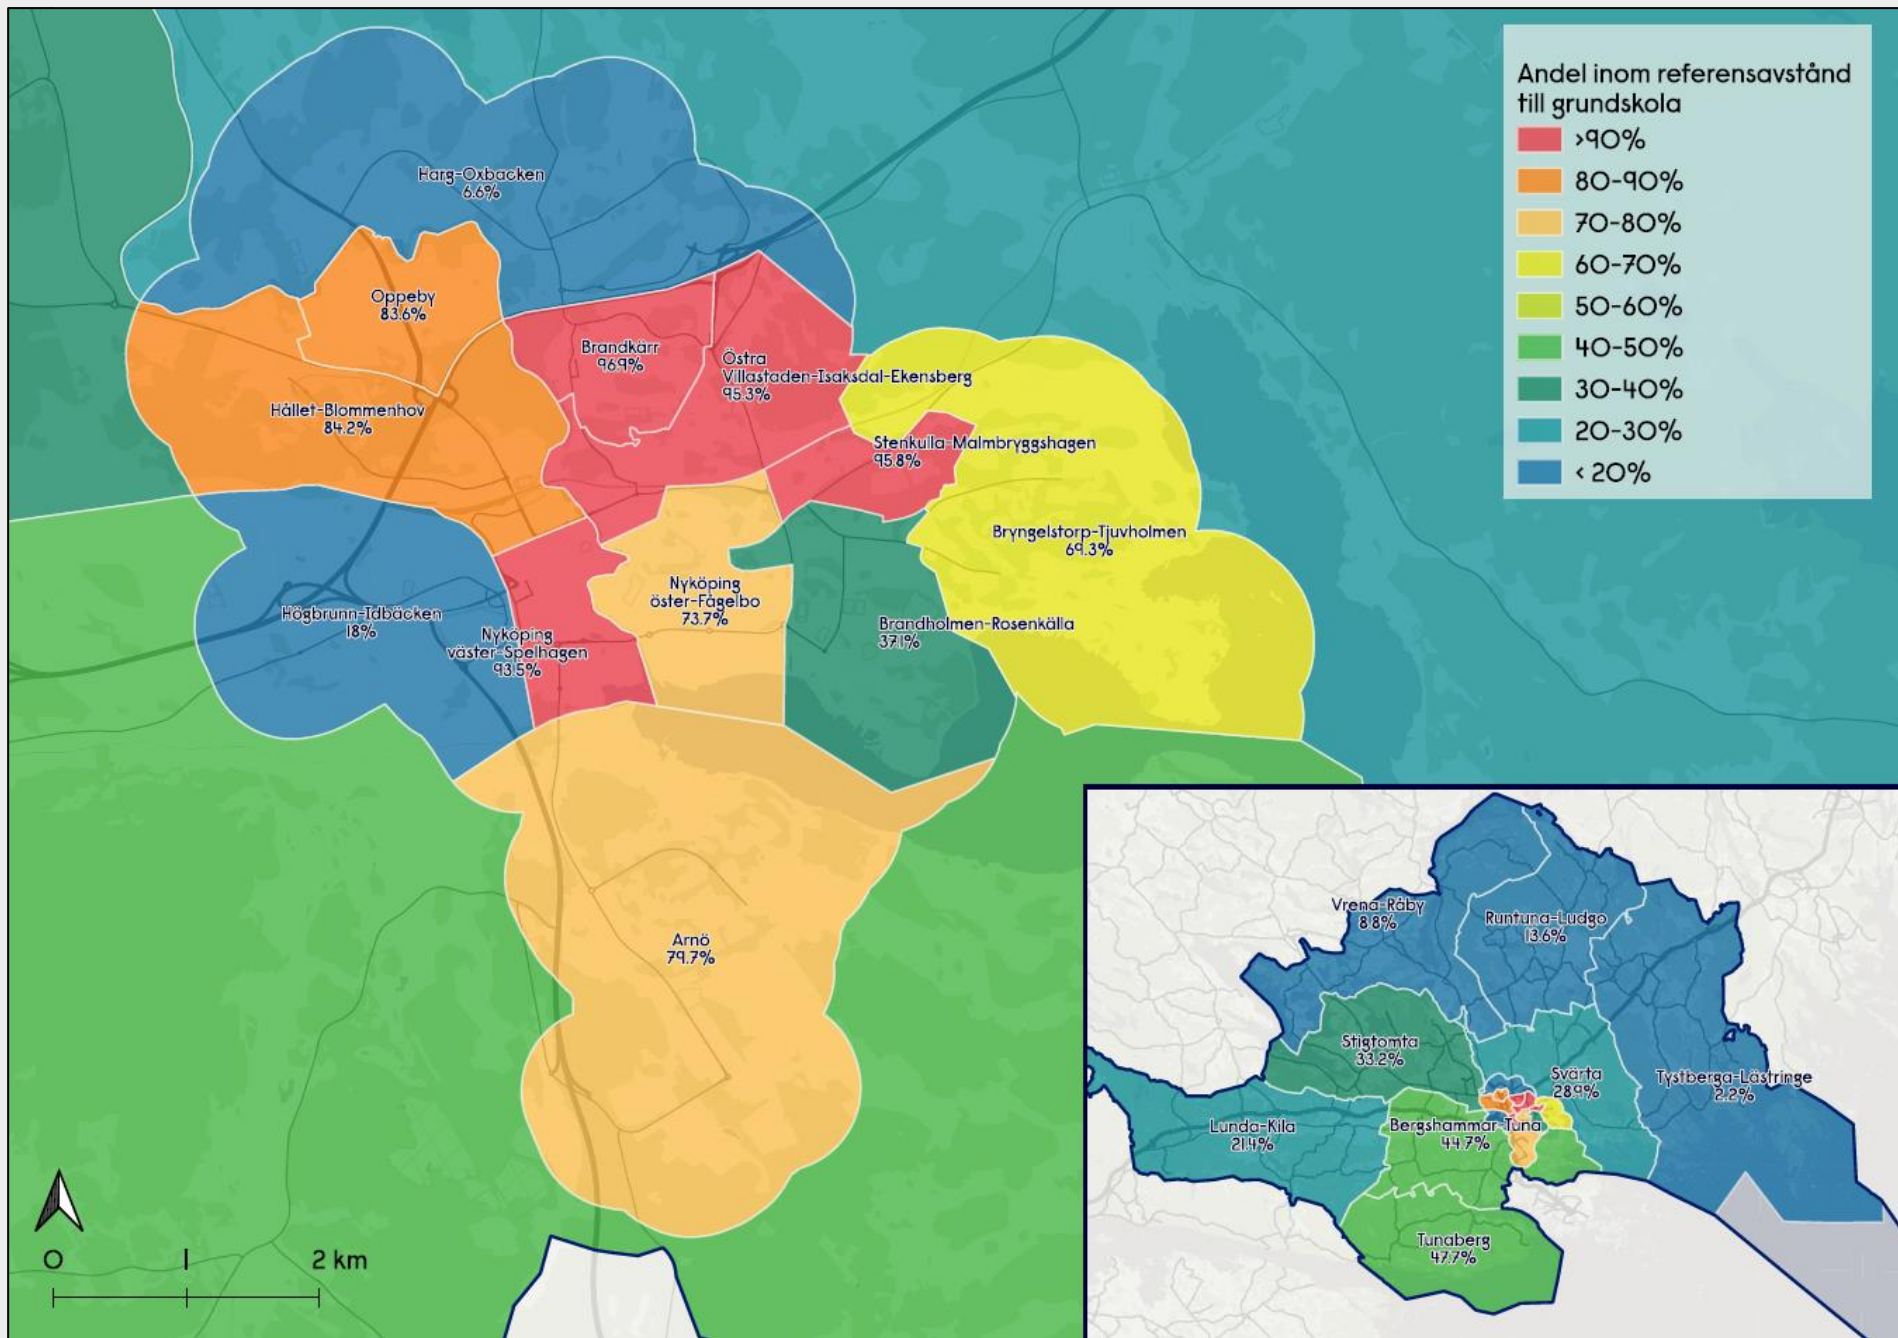 Andel inom referensavstånd
till grundskola
>90%
80-90%
70-80%
60-70%
50-60%
40-50%
30-40%
20-30%
< 20%
Harg-Oxbacken
6.6%
Oppeby
83.6%
Brandkärr
96.9%
Östra
Villastaden-Isaksdal-Ekensberg
95.3%
Hållet-Blommenhov
84.2%
Stenkulla-Malmbryggshagen
95.8%
Bryngelstorp-Tjuvholmen
69.3%
Nyköping
öster-Fågelbo
73.7%
Högbrunn-Idbäcken
18%
Nyköping
väster-Spelhagen
93.5%
Brandholmen-Rosenkälla
37.1%
Arnö
79.7%
Vrena-Råby
8.8%
Runtuna-Ludgo
13.6%
Stigtomta
33.2%
Svärta
28.9%
Tystberga-Lästringe
2.2%
Lunda-Kila
21.4%
Bergshammar-Tuna
44.7%
Tunaberg
47.7%
0 1 2 km